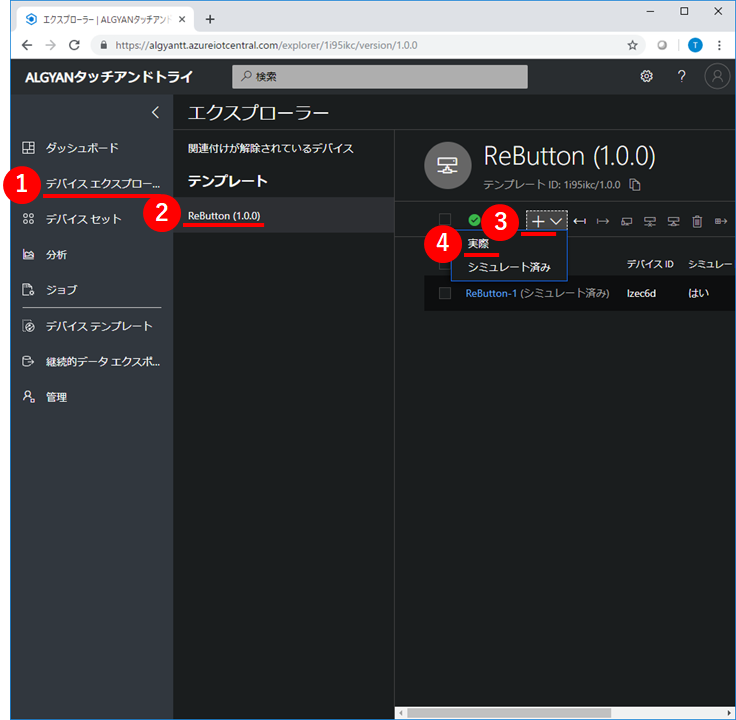 エクスプローラー | ALGYANタッチアンド
https://algyantt.azureiotcentral.com/explorer/1i95ikc/version/1.0.0
T
ALGYANタッチアンドトライ
検索
?
エクスプローラー
ダッシュボード
1
デバイス エクスプロー...
デバイス セット
分析
ジョブ
デバイス テンプレート
継続的データ エクスポ...
管理
関連付けが解除されているデバイス
テンプレート
2
ReButton (1.0.0)
ReButton (1.0.0)
テンプレート ID: 1i95ikc/1.0.0
3
4
実際
シミュレート済み
デバイス ID
シミュレー
ReButton-1 (シミュレート済み)
lzec6d
はい